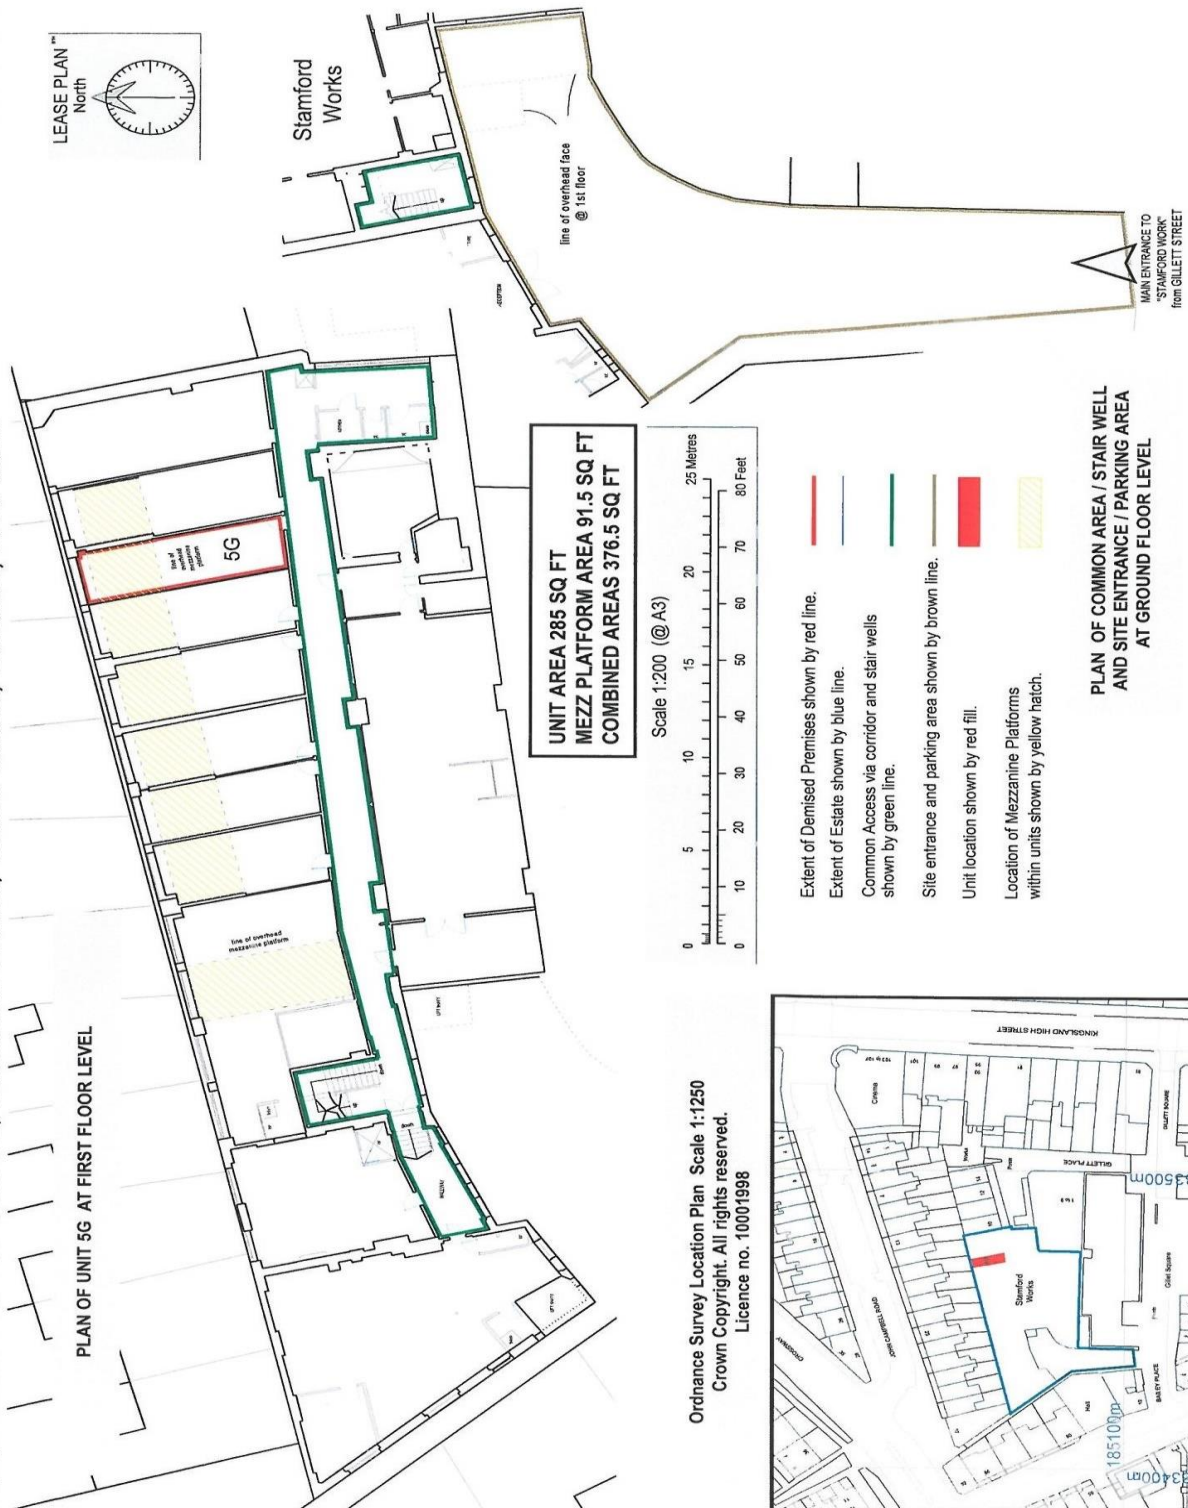 LEASE PLAN ™
North
Stamford
Works
PLAN OF UNIT 5G AT FIRST FLOOR LEVEL
line of overhead
mezzanine platform
line of
overhead
mezzanine
platform
5G
line of overhead face
@ 1st floor
RECEPTION
MAIN ENTRANCE TO
"STAMFORD WORK"
from GILLETT STREET
UNIT AREA 285 SQ FT
MEZZ PLATFORM AREA 91.5 SQ FT
COMBINED AREAS 376.5 SQ FT
Scale 1:200 (@ A3)
0 5 10 15 20 25 Metres
0 10 20 30 40 50 60 70 80 Feet
Extent of Demised Premises shown by red line.
Extent of Estate shown by blue line.
Common Access via corridor and stair wells
shown by green line.
Site entrance and parking area shown by brown line.
Unit location shown by red fill.
Location of Mezzanine Platforms
within units shown by yellow hatch.
PLAN OF COMMON AREA / STAIR WELL
AND SITE ENTRANCE / PARKING AREA
AT GROUND FLOOR LEVEL
Ordnance Survey Location Plan Scale 1:1250
Crown Copyright. All rights reserved.
Licence no. 10001998
KINGSLAND HIGH STREET
Cinema
CROSSWAY
JOHN CAMPBELL ROAD
GILLETT PLACE
GILLETT SQUARE
Stamford
Works
Gillet Square
Hall
BAILEY PLACE
185100m